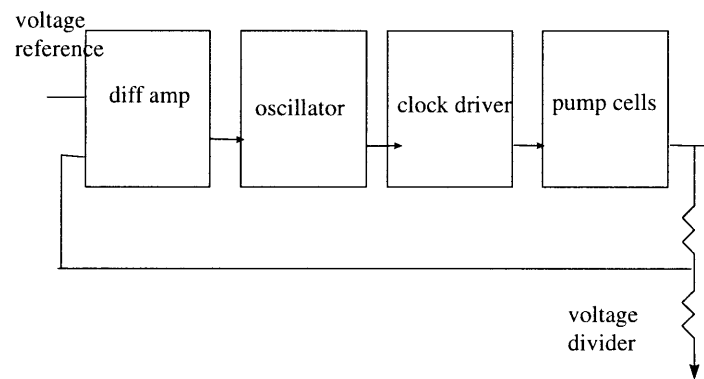 voltage
reference
diff amp
oscillator
clock driver
pump cells
voltage
divider